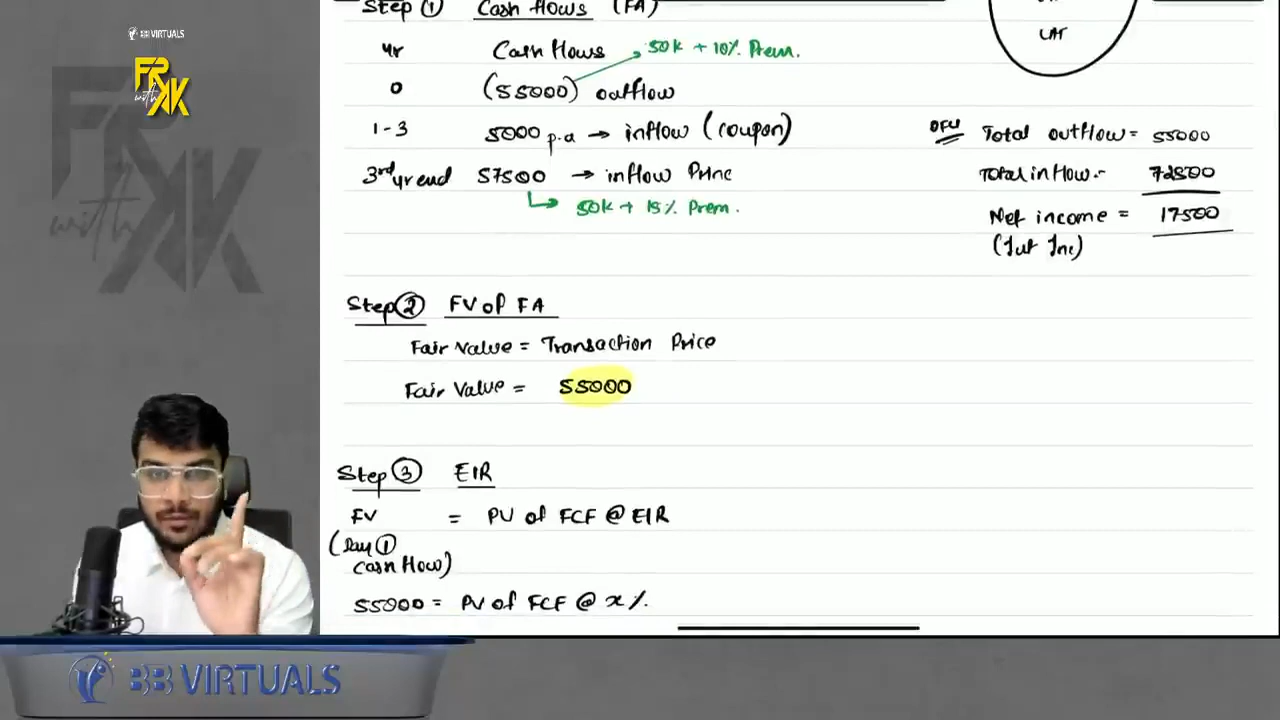 BB VIRTUALS
FR
with
KK
Step ① Cash flows (FA)
yr Cash flows 50k + 10% Prem.
0 (55000) outflow
1-3 5000 p.a → inflow (coupon)
3rd yr end 57500 → inflow Princ
50k + 15% Prem.
LAT
Total outflow = 55000
Total inflow - 72500
Net income = 17500
(Int Inc)
Step ② FV of FA
Fair value = Transaction Price
Fair Value = 55000
Step ③ EIR
FV = PV of FCF @ EIR
(Day ①
cash flow)
55000 = PV of FCF @ x%.
BB VIRTUALS